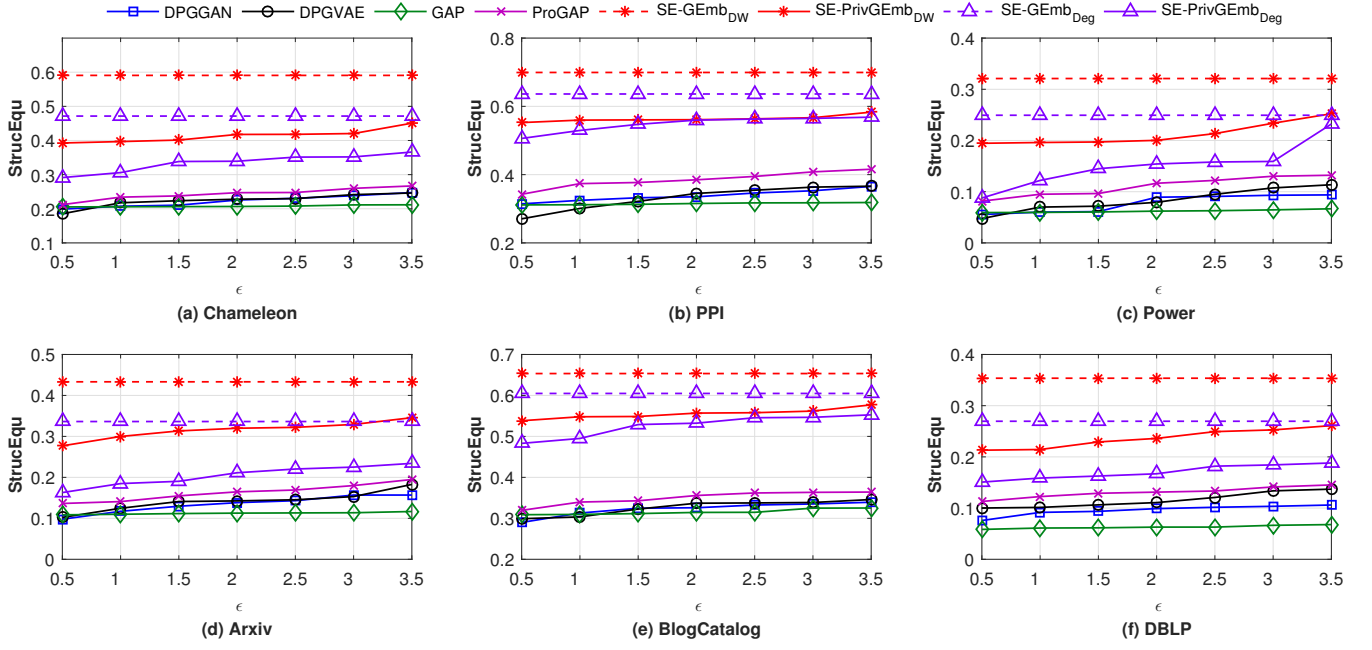 DPGGAN DPGVAE GAP ProGAP SE-GEmb_DW SE-PrivGEmb_DW SE-GEmb_Deg SE-PrivGEmb_Deg
StrucEqu
0.6
0.5
0.4
0.3
0.2
0.1
0.5 1 1.5 2 2.5 3 3.5
ϵ
(a) Chameleon
StrucEqu
0.8
0.6
0.4
0.2
0.5 1 1.5 2 2.5 3 3.5
ϵ
(b) PPI
StrucEqu
0.4
0.3
0.2
0.1
0
0.5 1 1.5 2 2.5 3 3.5
ϵ
(c) Power
StrucEqu
0.5
0.4
0.3
0.2
0.1
0
0.5 1 1.5 2 2.5 3 3.5
ϵ
(d) Arxiv
StrucEqu
0.7
0.6
0.5
0.4
0.3
0.2
0.5 1 1.5 2 2.5 3 3.5
ϵ
(e) BlogCatalog
StrucEqu
0.4
0.3
0.2
0.1
0
0.5 1 1.5 2 2.5 3 3.5
ϵ
(f) DBLP